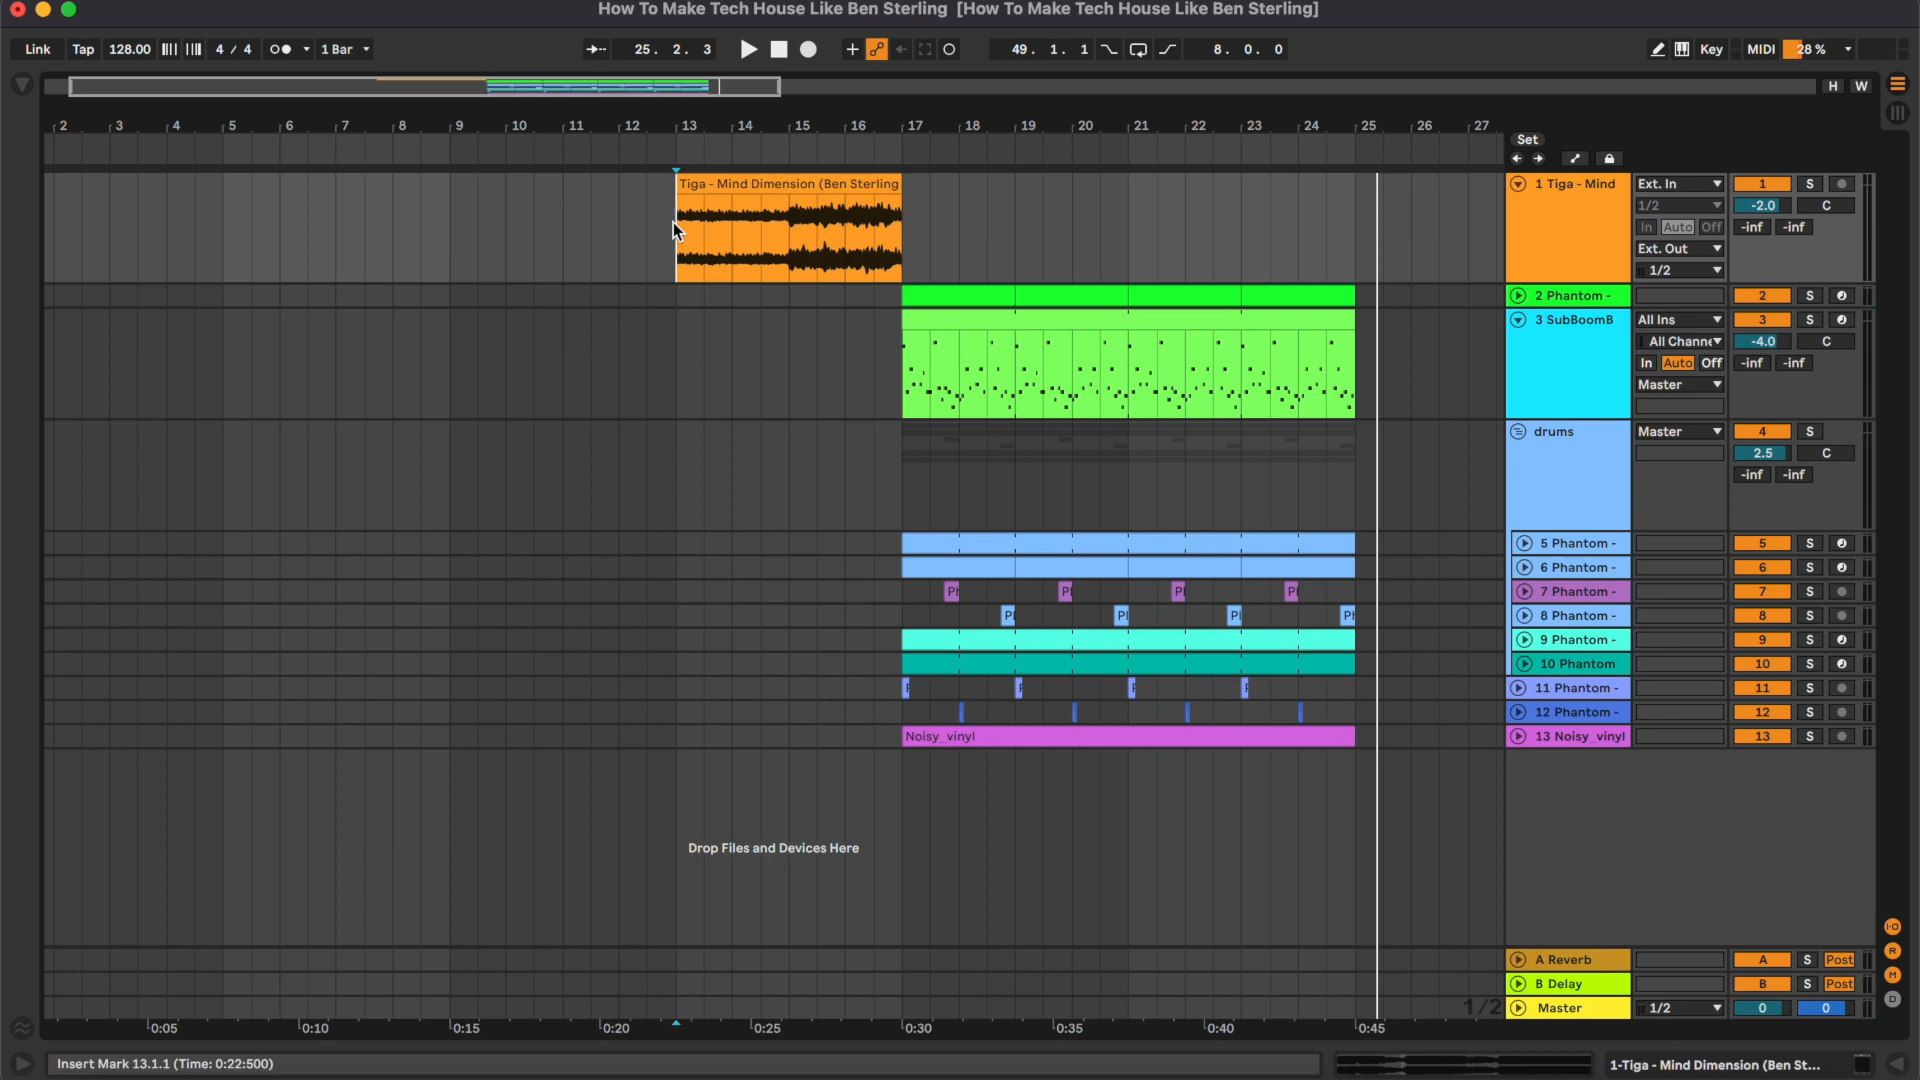 How To Make Tech House Like Ben Sterling [How To Make Tech House Like Ben Sterling]
Link Tap 128.00 4 / 4 1 Bar 25. 2. 3 49. 1. 1 8. 0. 0 Key MIDI 28 %
H W
2 3 4 5 6 7 8 9 10 11 12 13 14 15 16 17 18 19 20 21 22 23 24 25 26 27
Set
Tiga - Mind Dimension (Ben Sterling
1 Tiga - Mind Ext. In 1 S
1/2 -2.0 C
In Auto Off -inf -inf
Ext. Out
1/2
2 Phantom - 2 S
3 SubBoomB All Ins 3 S
All Channe -4.0 C
In Auto Off -inf -inf
Master
drums Master 4 S
2.5 C
-inf -inf
5 Phantom - 5 S
6 Phantom - 6 S
7 Phantom - 7 S
8 Phantom - 8 S
9 Phantom - 9 S
10 Phantom 10 S
11 Phantom - 11 S
12 Phantom - 12 S
Noisy_vinyl 13 Noisy_vinyl 13 S
Drop Files and Devices Here
A Reverb A S Post
B Delay B S Post
1/2 Master 1/2 0 0
I·O
R
M
D
0:05 0:10 0:15 0:20 0:25 0:30 0:35 0:40 0:45
Insert Mark 13.1.1 (Time: 0:22:500) 1-Tiga - Mind Dimension (Ben St...